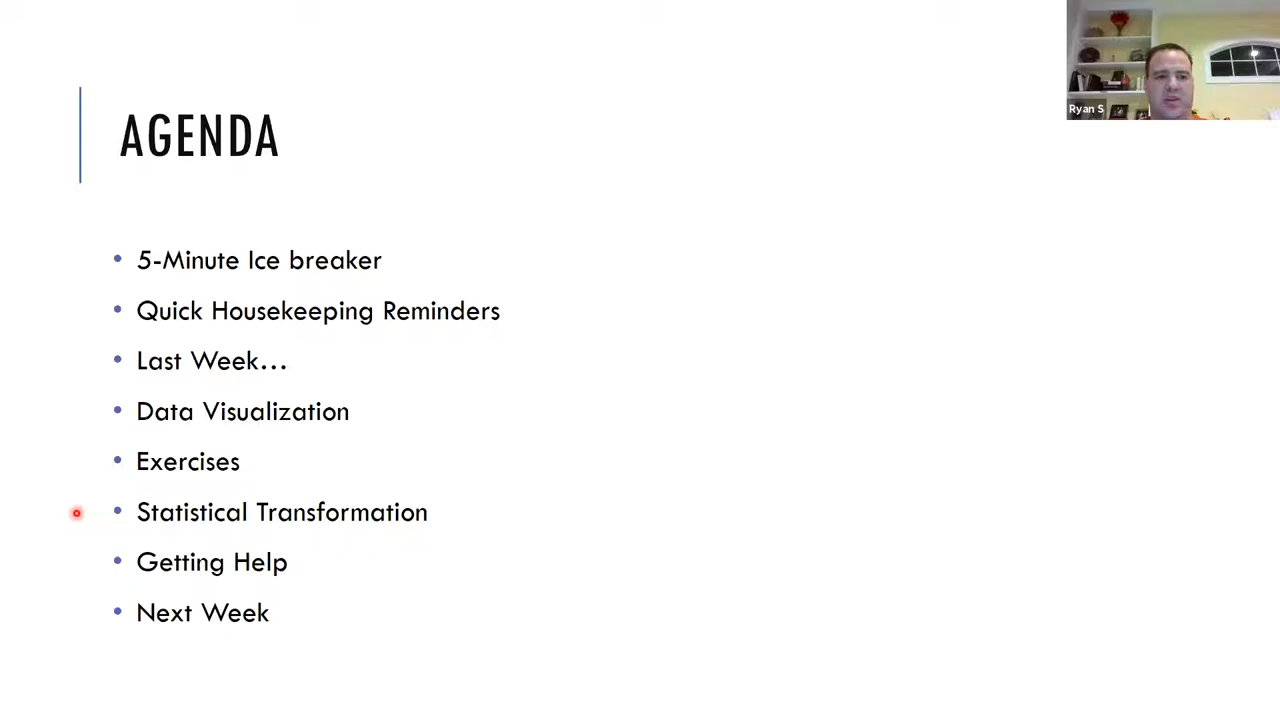 Ryan S
AGENDA
• 5-Minute Ice breaker
• Quick Housekeeping Reminders
• Last Week...
• Data Visualization
• Exercises
• Statistical Transformation
• Getting Help
• Next Week